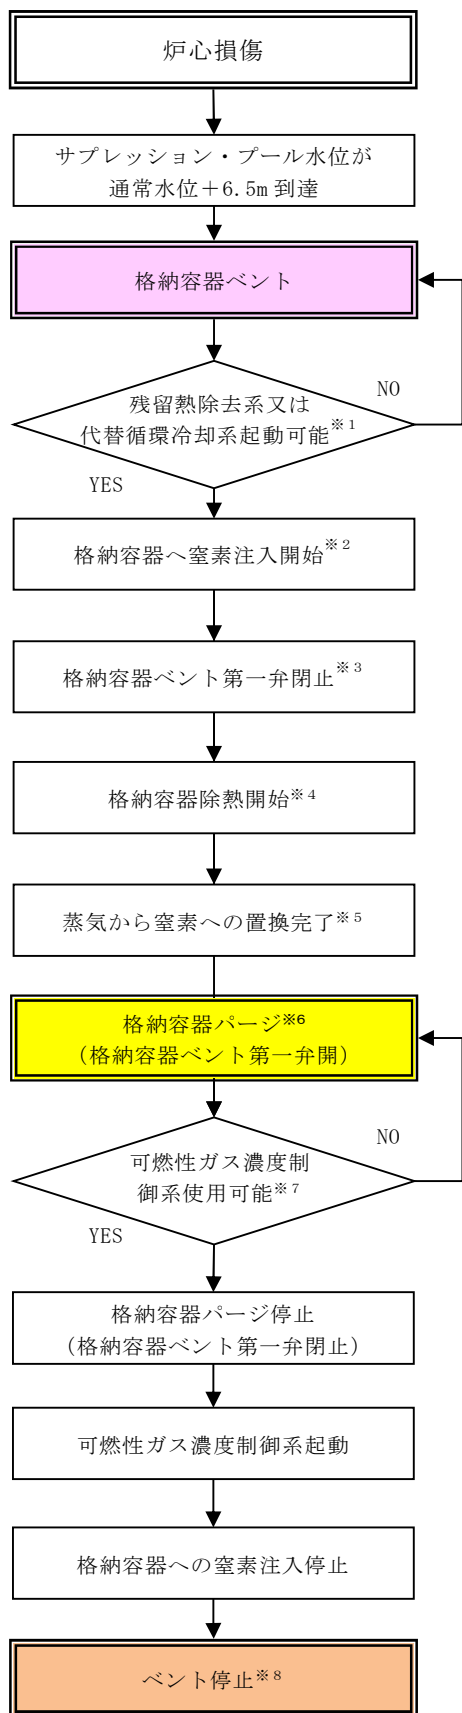 炉心損傷
サプレッション・プール水位が
通常水位＋6.5m 到達
格納容器ベント
残留熱除去系又は
代替循環冷却系起動可能※１
NO
YES
格納容器へ窒素注入開始※２
格納容器ベント第一弁閉止※３
格納容器除熱開始※４
蒸気から窒素への置換完了※５
格納容器パージ※6
（格納容器ベント第一弁開）
可燃性ガス濃度制
御系使用可能※７
NO
YES
格納容器パージ停止
（格納容器ベント第一弁閉止）
可燃性ガス濃度制御系起動
格納容器への窒素注入停止
ベント停止※８